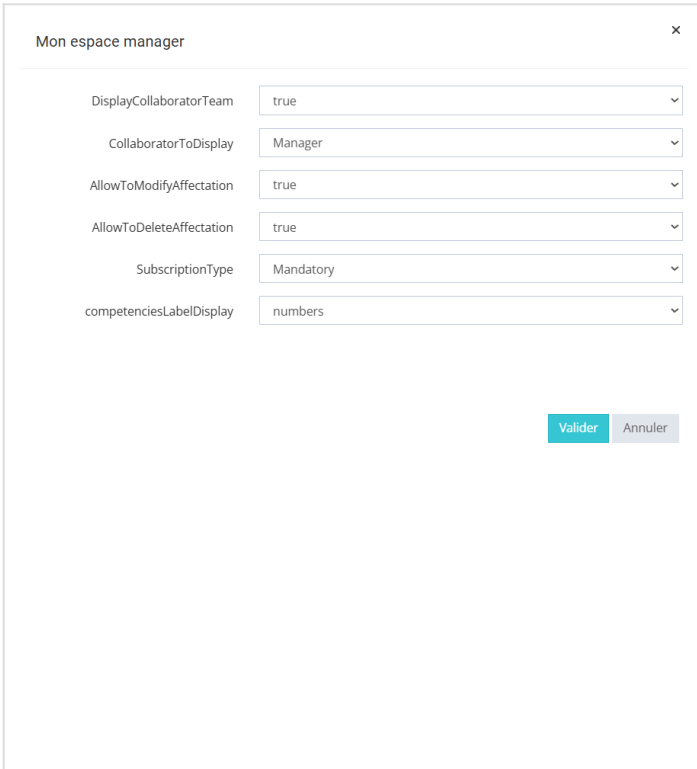 Mon espace manager
×
DisplayCollaboratorTeam true
CollaboratorToDisplay Manager
AllowToModifyAffectation true
AllowToDeleteAffectation true
SubscriptionType Mandatory
competenciesLabelDisplay numbers
Valider Annuler